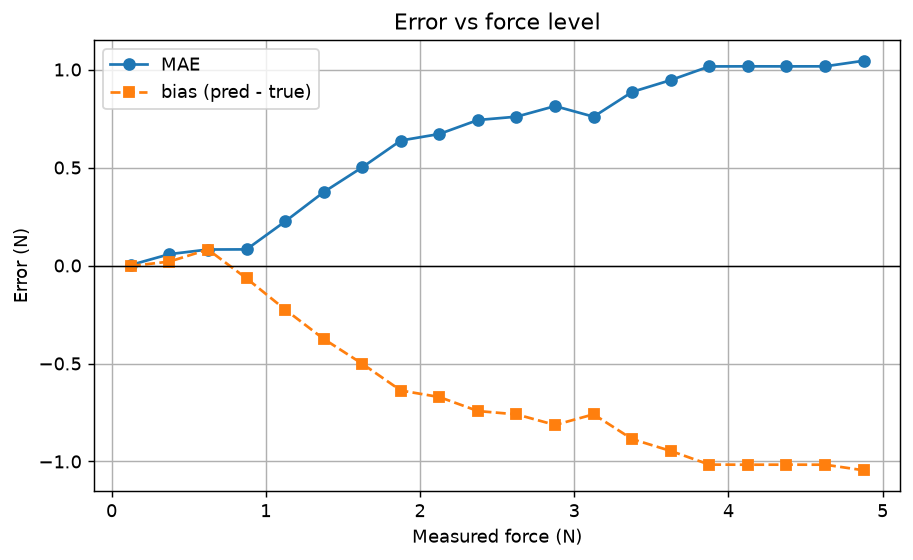 Error vs force level
MAE
bias (pred - true)
1.0
0.5
0.0
−0.5
−1.0
Error (N)
0 1 2 3 4 5
Measured force (N)